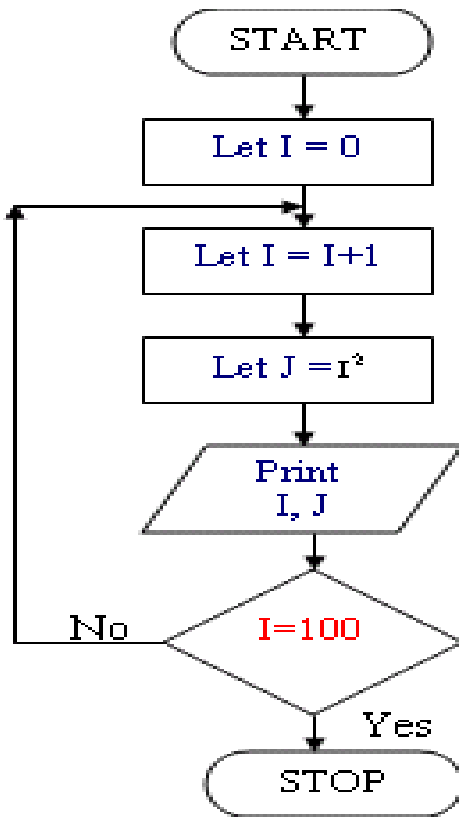 START
Let I = 0
Let I = I+1
Let J = I²
Print
I, J
I=100
No
Yes
STOP